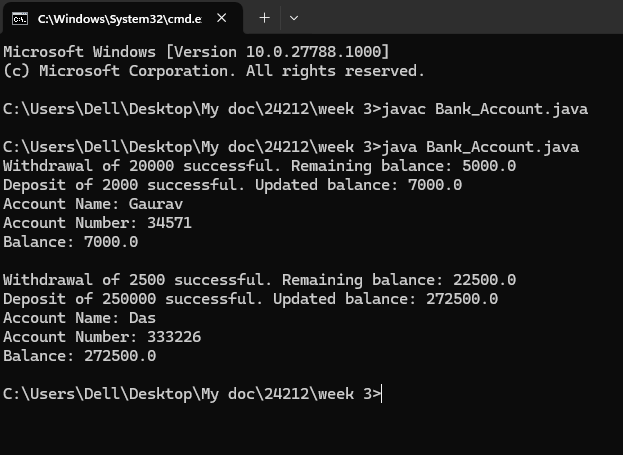 C:\Windows\System32\cmd.e:
Microsoft Windows [Version 10.0.27788.1000]
(c) Microsoft Corporation. All rights reserved.
C:\Users\Dell\Desktop\My doc\24212\week 3>javac Bank_Account.java
C:\Users\Dell\Desktop\My doc\24212\week 3>java Bank_Account.java
Withdrawal of 20000 successful. Remaining balance: 5000.0
Deposit of 2000 successful. Updated balance: 7000.0
Account Name: Gaurav
Account Number: 34571
Balance: 7000.0
Withdrawal of 2500 successful. Remaining balance: 22500.0
Deposit of 250000 successful. Updated balance: 272500.0
Account Name: Das
Account Number: 333226
Balance: 272500.0
C:\Users\Dell\Desktop\My doc\24212\week 3>